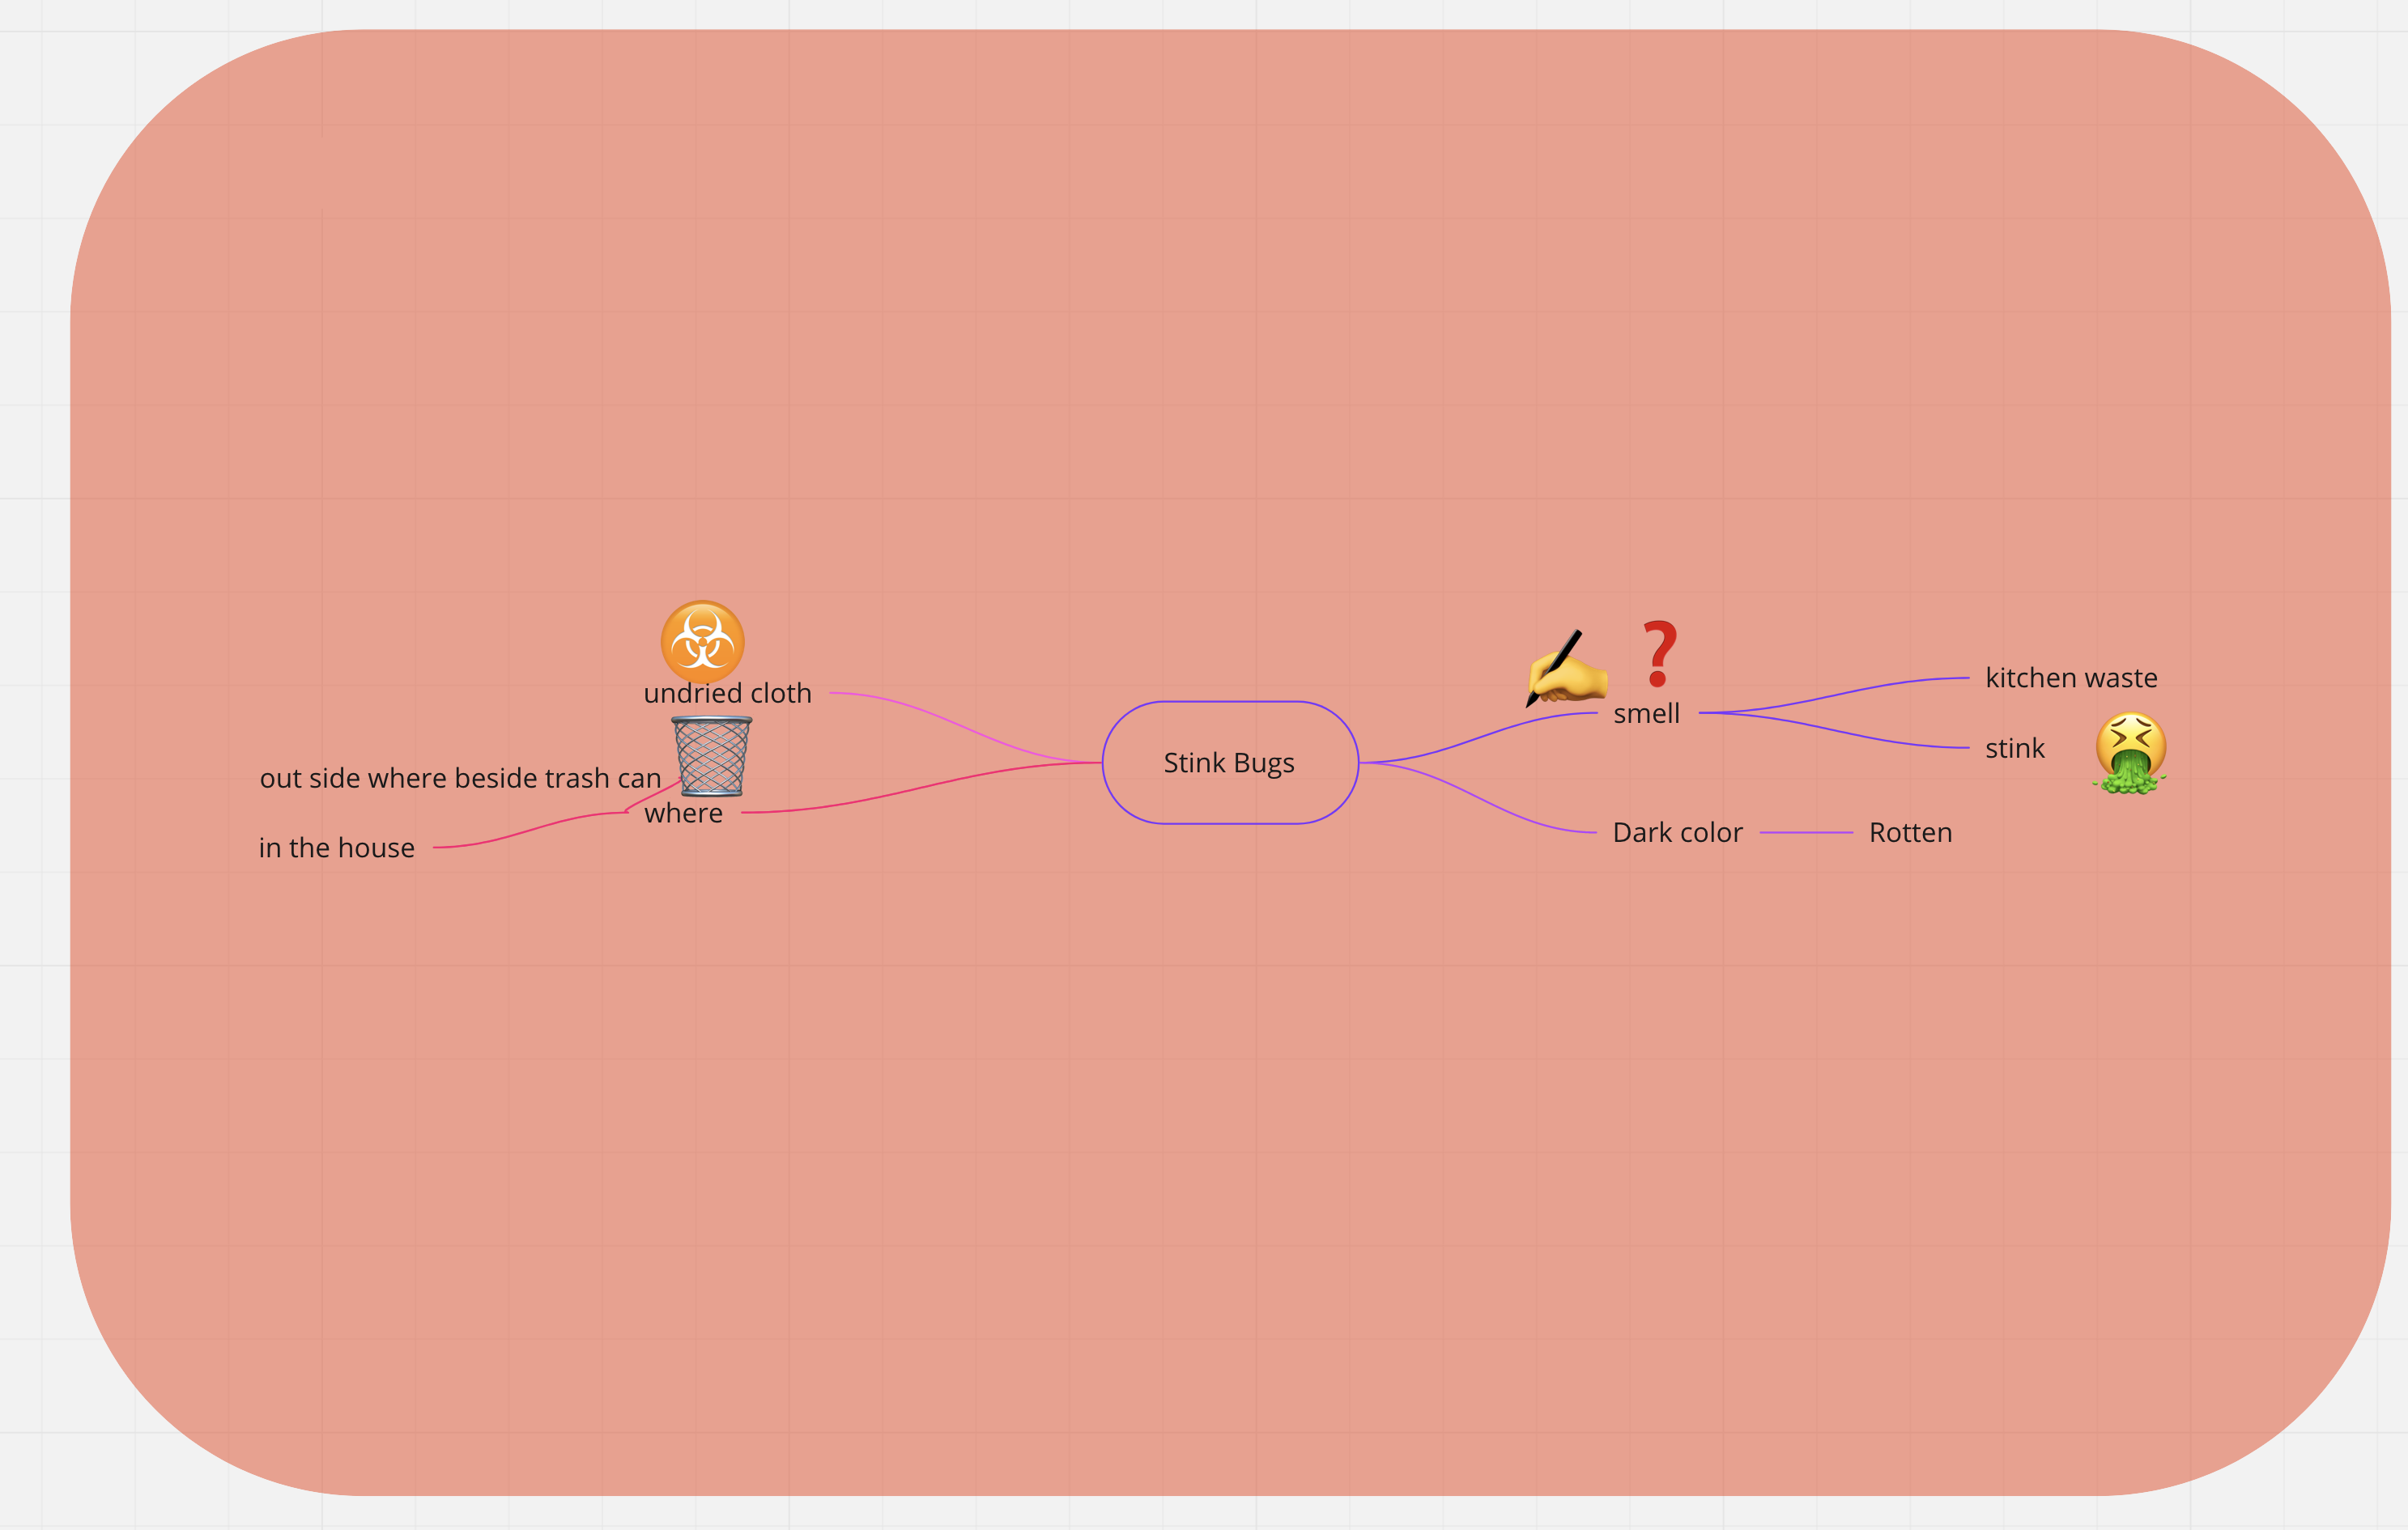 undried cloth
out side where beside trash can
where
in the house
Stink Bugs
smell
kitchen waste
stink
Dark color
Rotten